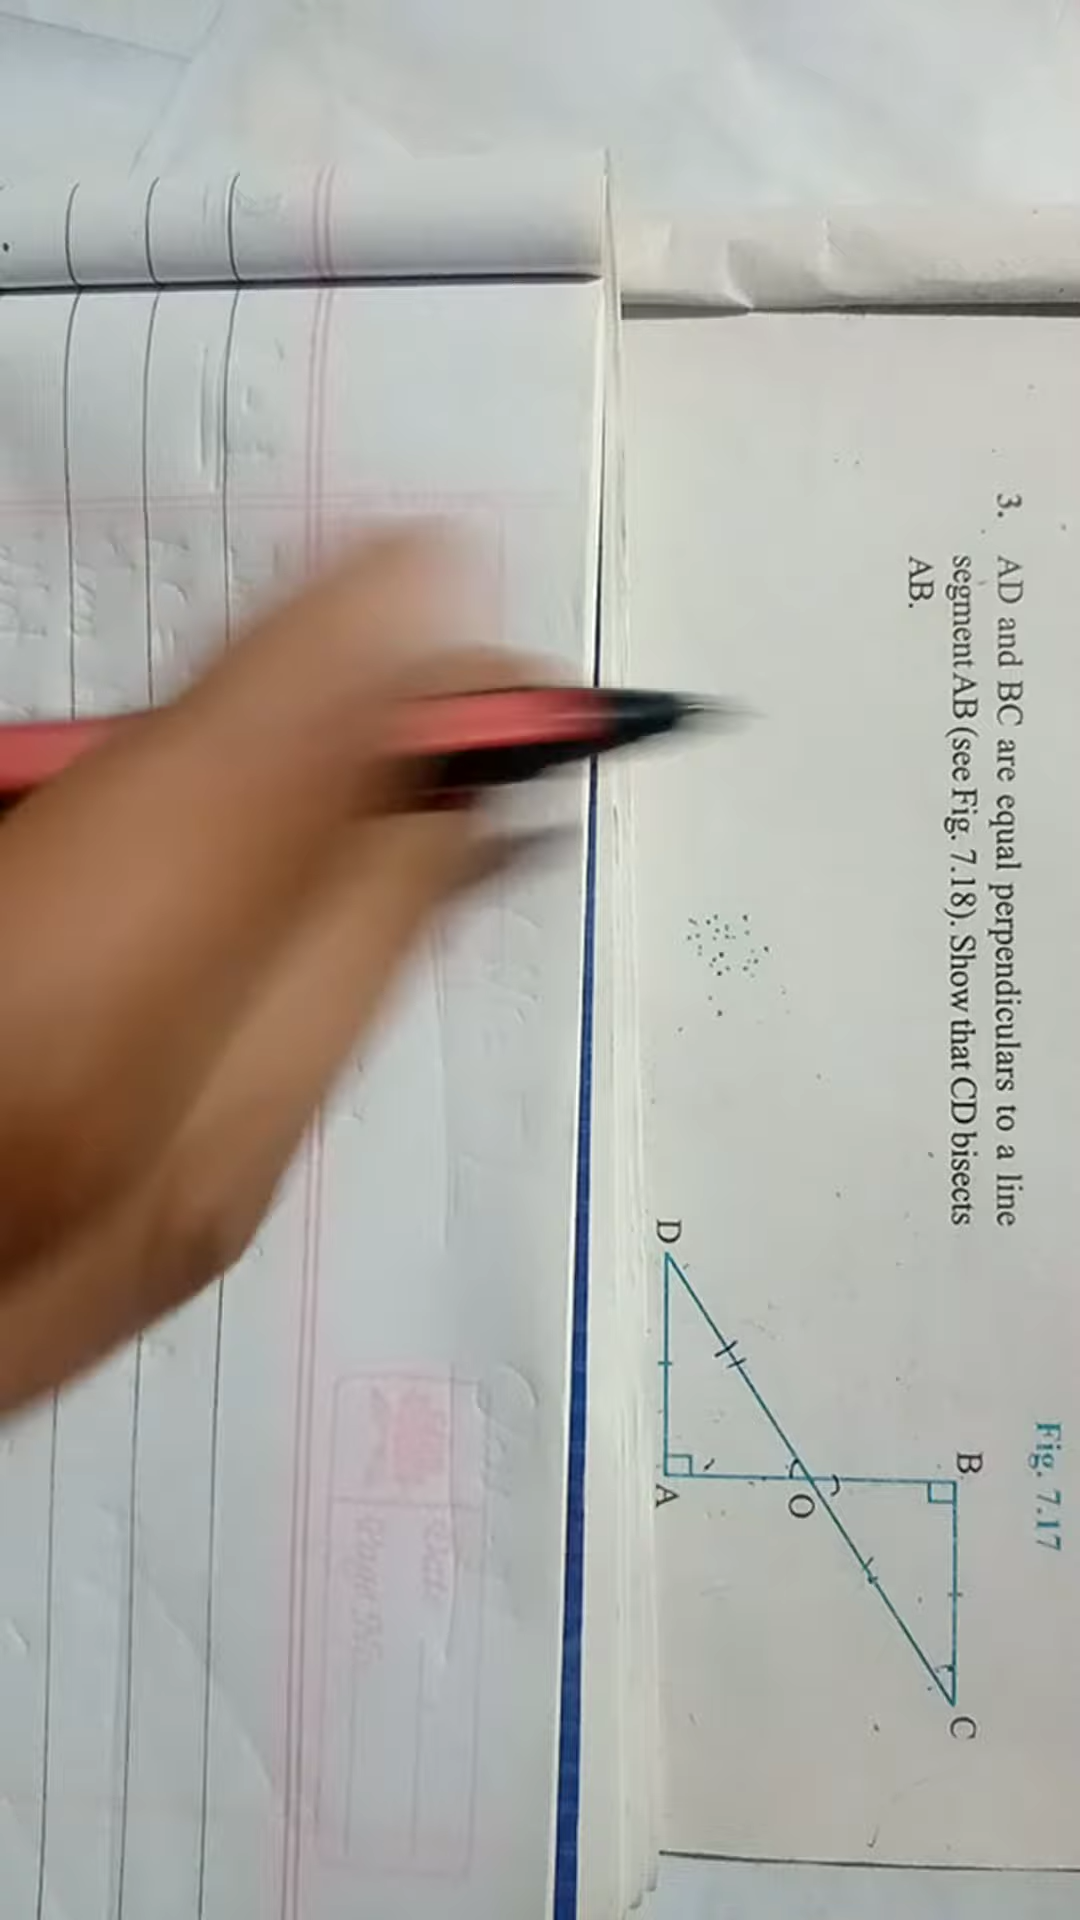 Fig. 7.17
3. AD and BC are equal perpendiculars to a line
segment AB (see Fig. 7.18). Show that CD bisects
AB.
B
C
O
D
A